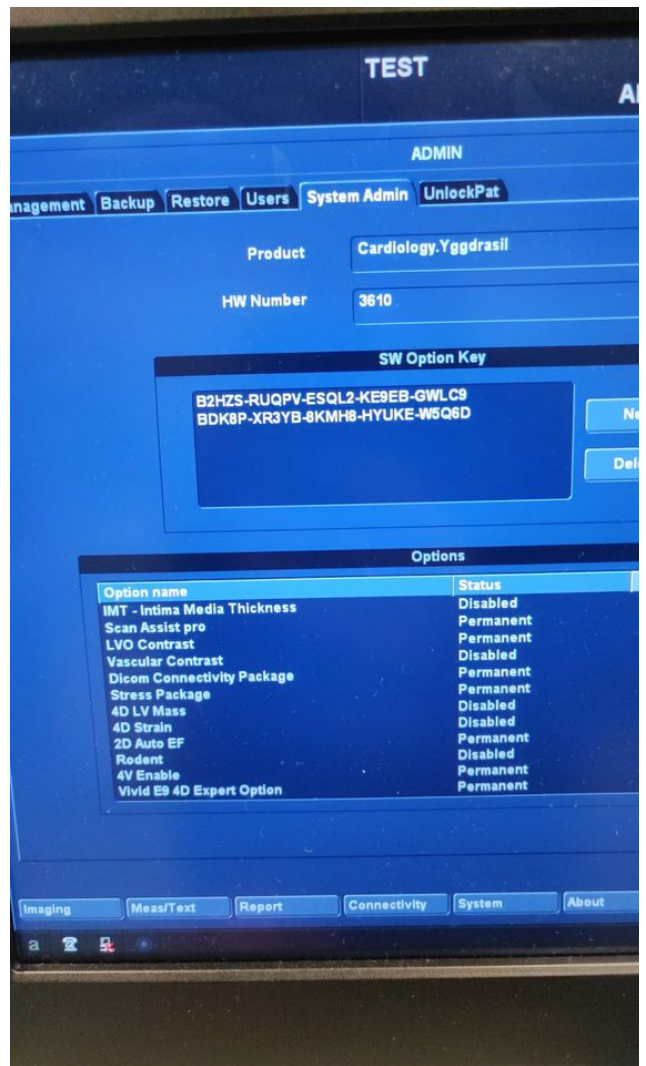 TEST
ADMIN
Backup Restore Users System Admin UnlockPat
Product Cardiology.Yggdrasil
HW Number 3610
SW Option Key
B2HZS-RUQPV-ESQL2-KE9EB-GWLC9
BDK8P-XR3YB-8KMH8-HYUKE-W5Q6D
Options
Option name Status
IMT - Intima Media Thickness Disabled
Scan Assist pro Permanent
LVO Contrast Permanent
Vascular Contrast Disabled
Dicom Connectivity Package Permanent
Stress Package Permanent
4D LV Mass Disabled
4D Strain Disabled
2D Auto EF Permanent
Rodent Disabled
4V Enable Permanent
Vivid E9 4D Expert Option Permanent
Imaging Meas/Text Report Connectivity System About
a